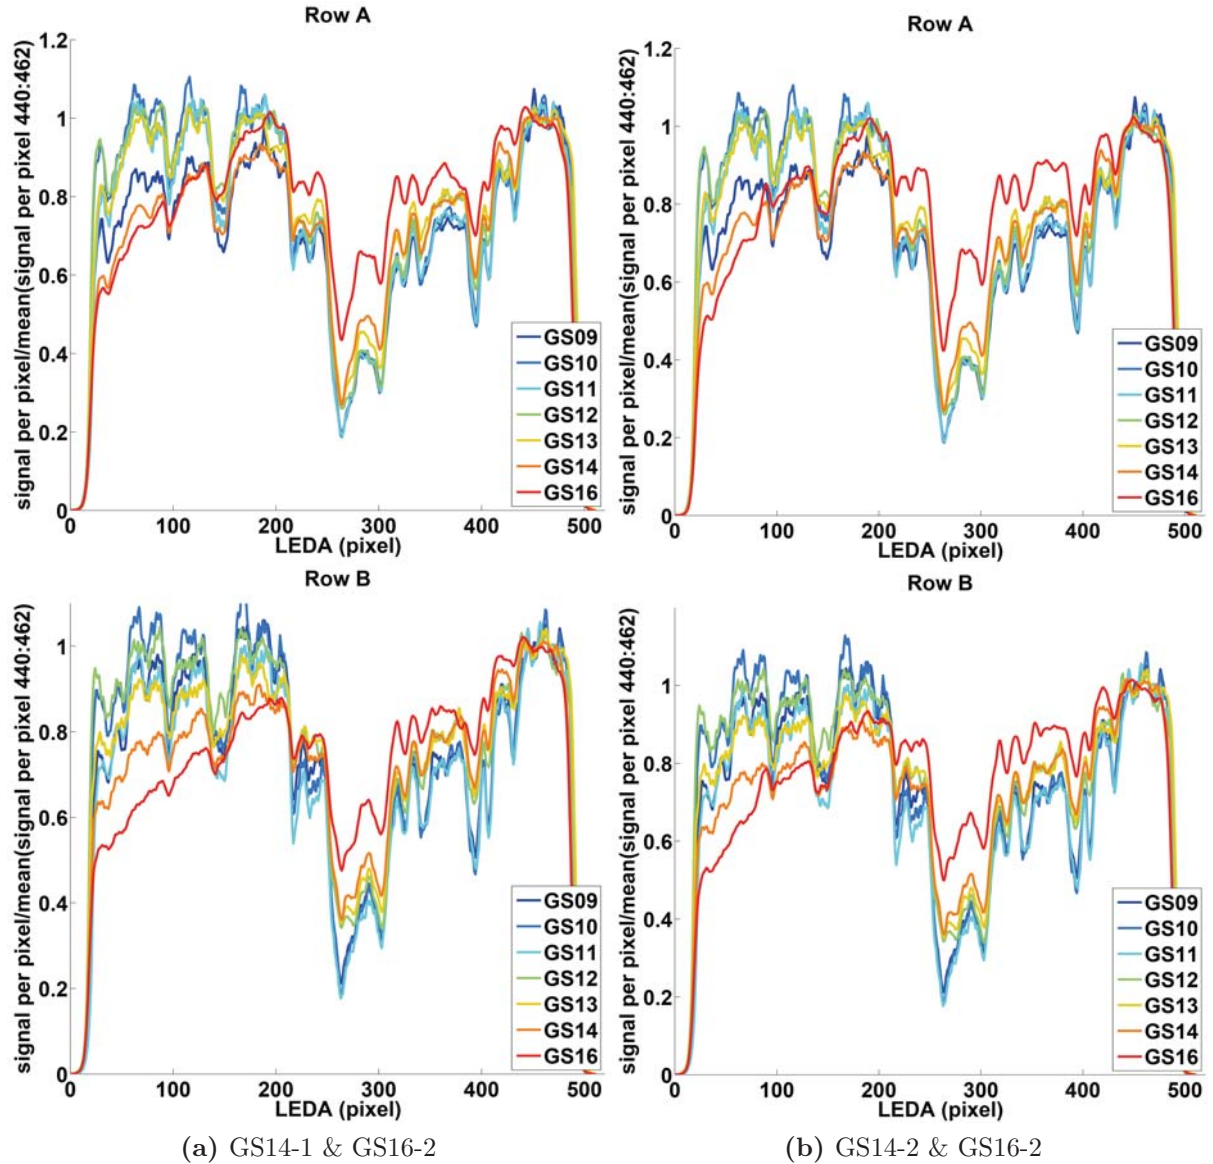 Row A
signal per pixel/mean(signal per pixel 440:462)
1.2
1
0.8
0.6
0.4
0.2
0
0 100 200 300 400 500
LEDA (pixel)
GS09
GS10
GS11
GS12
GS13
GS14
GS16
Row A
signal per pixel/mean(signal per pixel 440:462)
1.2
1
0.8
0.6
0.4
0.2
0
0 100 200 300 400 500
LEDA (pixel)
GS09
GS10
GS11
GS12
GS13
GS14
GS16
Row B
signal per pixel/mean(signal per pixel 440:462)
1
0.8
0.6
0.4
0.2
0
0 100 200 300 400 500
LEDA (pixel)
GS09
GS10
GS11
GS12
GS13
GS14
GS16
Row B
signal per pixel/mean(signal per pixel 440:462)
1
0.8
0.6
0.4
0.2
0
0 100 200 300 400 500
LEDA (pixel)
GS09
GS10
GS11
GS12
GS13
GS14
GS16
(a) GS14-1 & GS16-2
(b) GS14-2 & GS16-2